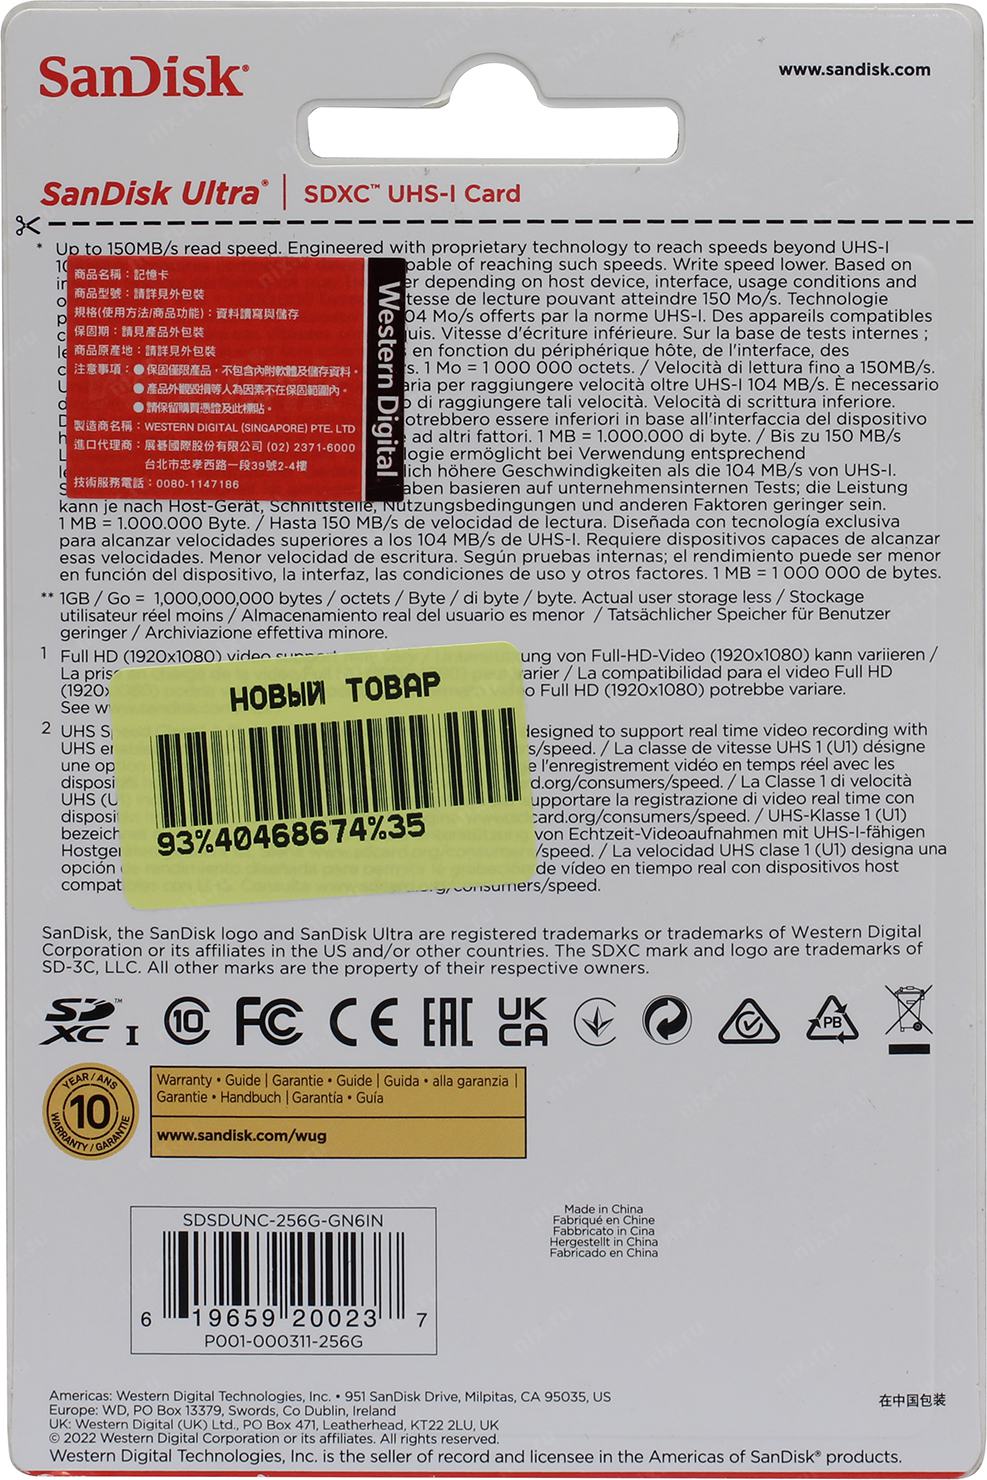 SanDisk®
www.sandisk.com
SanDisk Ultra® | SDXC™ UHS-I Card
* Up to 150MB/s read speed. Engineered with proprietary technology to reach speeds beyond UHS-I
pable of reaching such speeds. Write speed lower. Based on
er depending on host device, interface, usage conditions and
tesse de lecture pouvant atteindre 150 Mo/s. Technologie
04 Mo/s offerts par la norme UHS-I. Des appareils compatibles
quis. Vitesse d'écriture inférieure. Sur la base de tests internes ;
en fonction du périphérique hôte, de l'interface, des
rs. 1 Mo = 1 000 000 octets. / Velocità di lettura fino a 150MB/s.
aria per raggiungere velocità oltre UHS-I 104 MB/s. È necessario
o di raggiungere tali velocità. Velocità di scrittura inferiore.
otrebbero essere inferiori in base all'interfaccia del dispositivo
ad altri fattori. 1 MB = 1.000.000 di byte. / Bis zu 150 MB/s
logie ermöglicht bei Verwendung entsprechend
lich höhere Geschwindigkeiten als die 104 MB/s von UHS-I.
aben basieren auf unternehmensinternen Tests; die Leistung
kann je nach Host-Gerät, Schnittstelle, Nutzungsbedingungen und anderen Faktoren geringer sein.
1 MB = 1.000.000 Byte. / Hasta 150 MB/s de velocidad de lectura. Diseñada con tecnología exclusiva
para alcanzar velocidades superiores a los 104 MB/s de UHS-I. Requiere dispositivos capaces de alcanzar
esas velocidades. Menor velocidad de escritura. Según pruebas internas; el rendimiento puede ser menor
en función del dispositivo, la interfaz, las condiciones de uso y otros factores. 1 MB = 1 000 000 de bytes.
商品名稱：記憶卡
商品型號：請詳見外包裝
規格(使用方法/商品功能)：資料讀寫與儲存
保固期：請見產品外包裝
商品原產地：請詳見外包裝
注意事項：●保固僅限產品，不包含內附軟體及儲存資料。
●產品外觀毀損等人為因素不在保固範圍內。
●請保留購買憑證及此標貼。
製造商名稱：WESTERN DIGITAL (SINGAPORE) PTE. LTD
進口代理商：展碁國際股份有限公司 (02) 2371-6000
台北市忠孝西路一段39號2-4樓
技術服務電話：0080-1147186
Western Digital
** 1GB / Go = 1,000,000,000 bytes / octets / Byte / di byte / byte. Actual user storage less / Stockage
utilisateur réel moins / Almacenamiento real del usuario es menor / Tatsächlicher Speicher für Benutzer
geringer / Archiviazione effettiva minore.
1 Full HD (1920x1080) video support ung von Full-HD-Video (1920x1080) kann variieren /
La pris varier / La compatibilidad para el video Full HD
(1920x o Full HD (1920x1080) potrebbe variare.
See w
2 UHS Sp designed to support real time video recording with
UHS en s/speed. / La classe de vitesse UHS 1 (U1) désigne
une op e l'enregistrement vidéo en temps réel avec les
disposi d.org/consumers/speed. / La Classe 1 di velocità
UHS (U upportare la registrazione di video real time con
disposi card.org/consumers/speed. / UHS-Klasse 1 (U1)
bezeich von Echtzeit-Videoaufnahmen mit UHS-I-fähigen
Hostger /speed. / La velocidad UHS clase 1 (U1) designa una
opción de vídeo en tiempo real con dispositivos host
compat g/consumers/speed.
НОВЫЙ ТОВАР
93%40468674%35
SanDisk, the SanDisk logo and SanDisk Ultra are registered trademarks or trademarks of Western Digital
Corporation or its affiliates in the US and/or other countries. The SDXC mark and logo are trademarks of
SD-3C, LLC. All other marks are the property of their respective owners.
SD XC™ I 10 FC CE EAC UK CA PB
YEAR / ANS 10 WARRANTY / GARANTIE
Warranty • Guide | Garantie • Guide | Guida • alla garanzia |
Garantie • Handbuch | Garantía • Guía
www.sandisk.com/wug
SDSDUNC-256G-GN6IN
6 19659 20023 7
P001-000311-256G
Made in China
Fabriqué en Chine
Fabbricato in Cina
Hergestellt in China
Fabricado en China
Americas: Western Digital Technologies, Inc. • 951 SanDisk Drive, Milpitas, CA 95035, US
Europe: WD, PO Box 13379, Swords, Co Dublin, Ireland
UK: Western Digital (UK) Ltd., PO Box 471, Leatherhead, KT22 2LU, UK
© 2022 Western Digital Corporation or its affiliates. All rights reserved.
Western Digital Technologies, Inc. is the seller of record and licensee in the Americas of SanDisk® products.
在中国包装